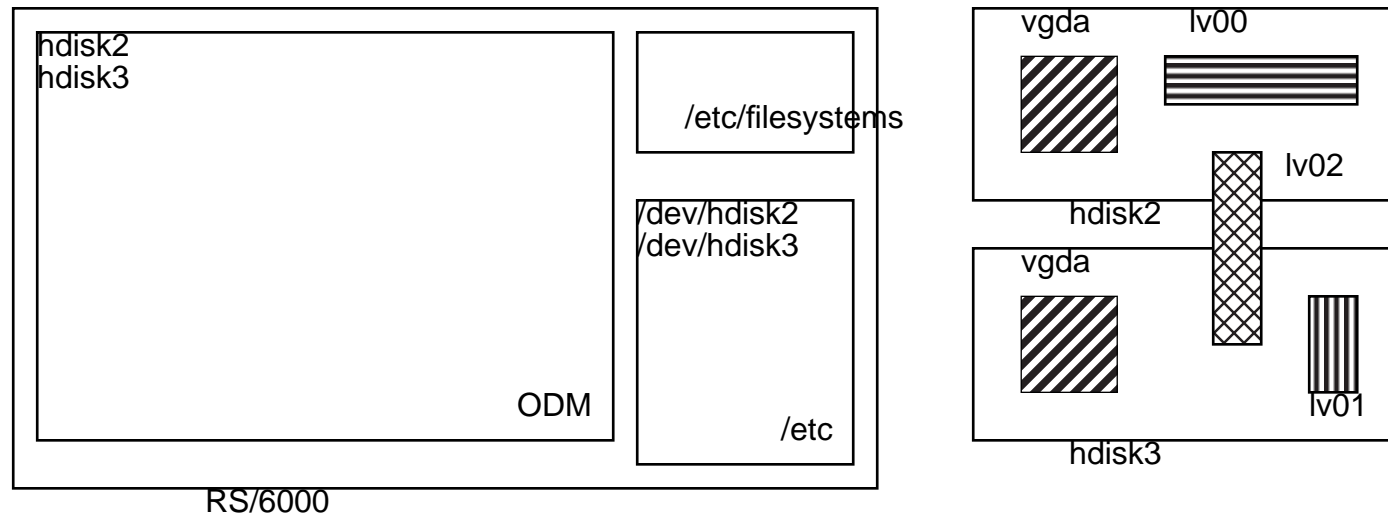 hdisk2
hdisk3
ODM
/etc/filesystems
/dev/hdisk2
/dev/hdisk3
/etc
RS/6000
vgda
lv00
lv02
hdisk2
vgda
lv01
hdisk3